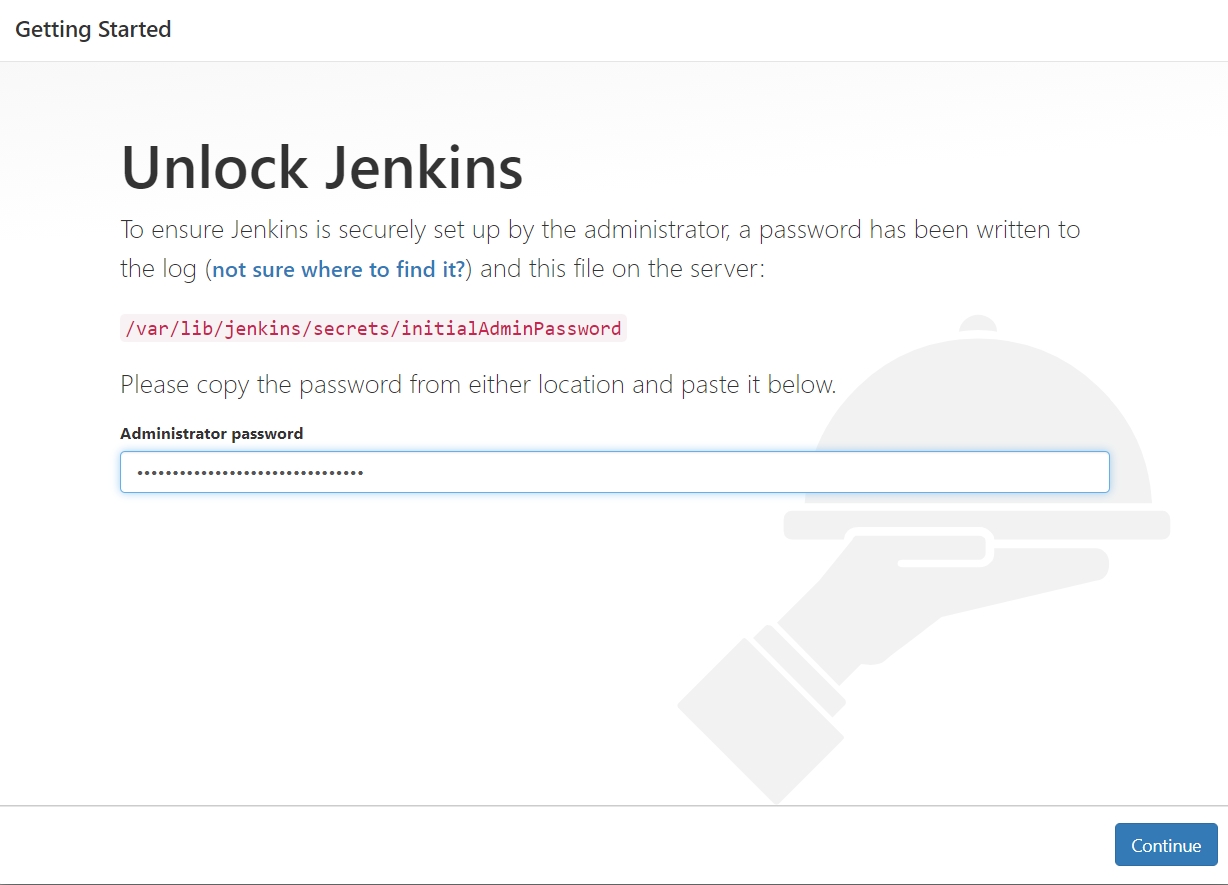 Getting Started
Unlock Jenkins
To ensure Jenkins is securely set up by the administrator, a password has been written to
the log (not sure where to find it?) and this file on the server:
/var/lib/jenkins/secrets/initialAdminPassword
Please copy the password from either location and paste it below.
Administrator password
••••••••••••••••••••••••••••••••
Continue